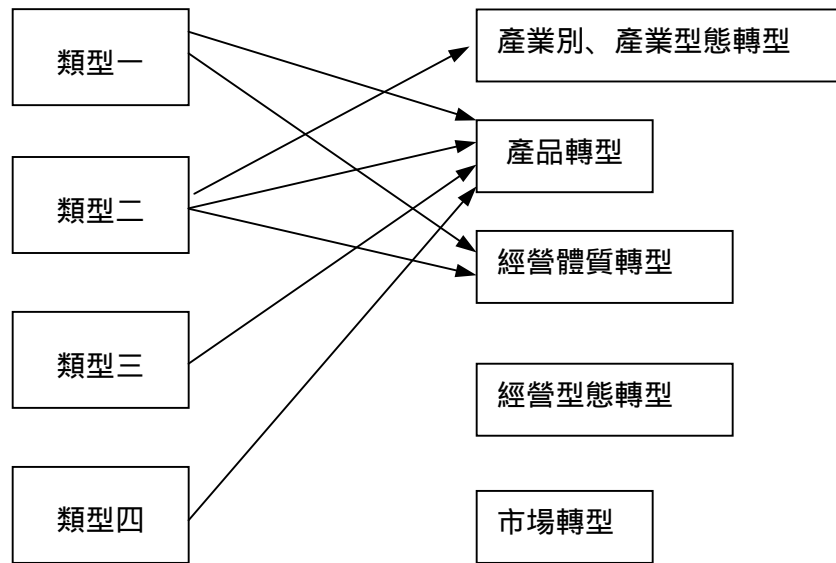 類型一
產業別、產業型態轉型
產品轉型
類型二
經營體質轉型
類型三
經營型態轉型
類型四
市場轉型